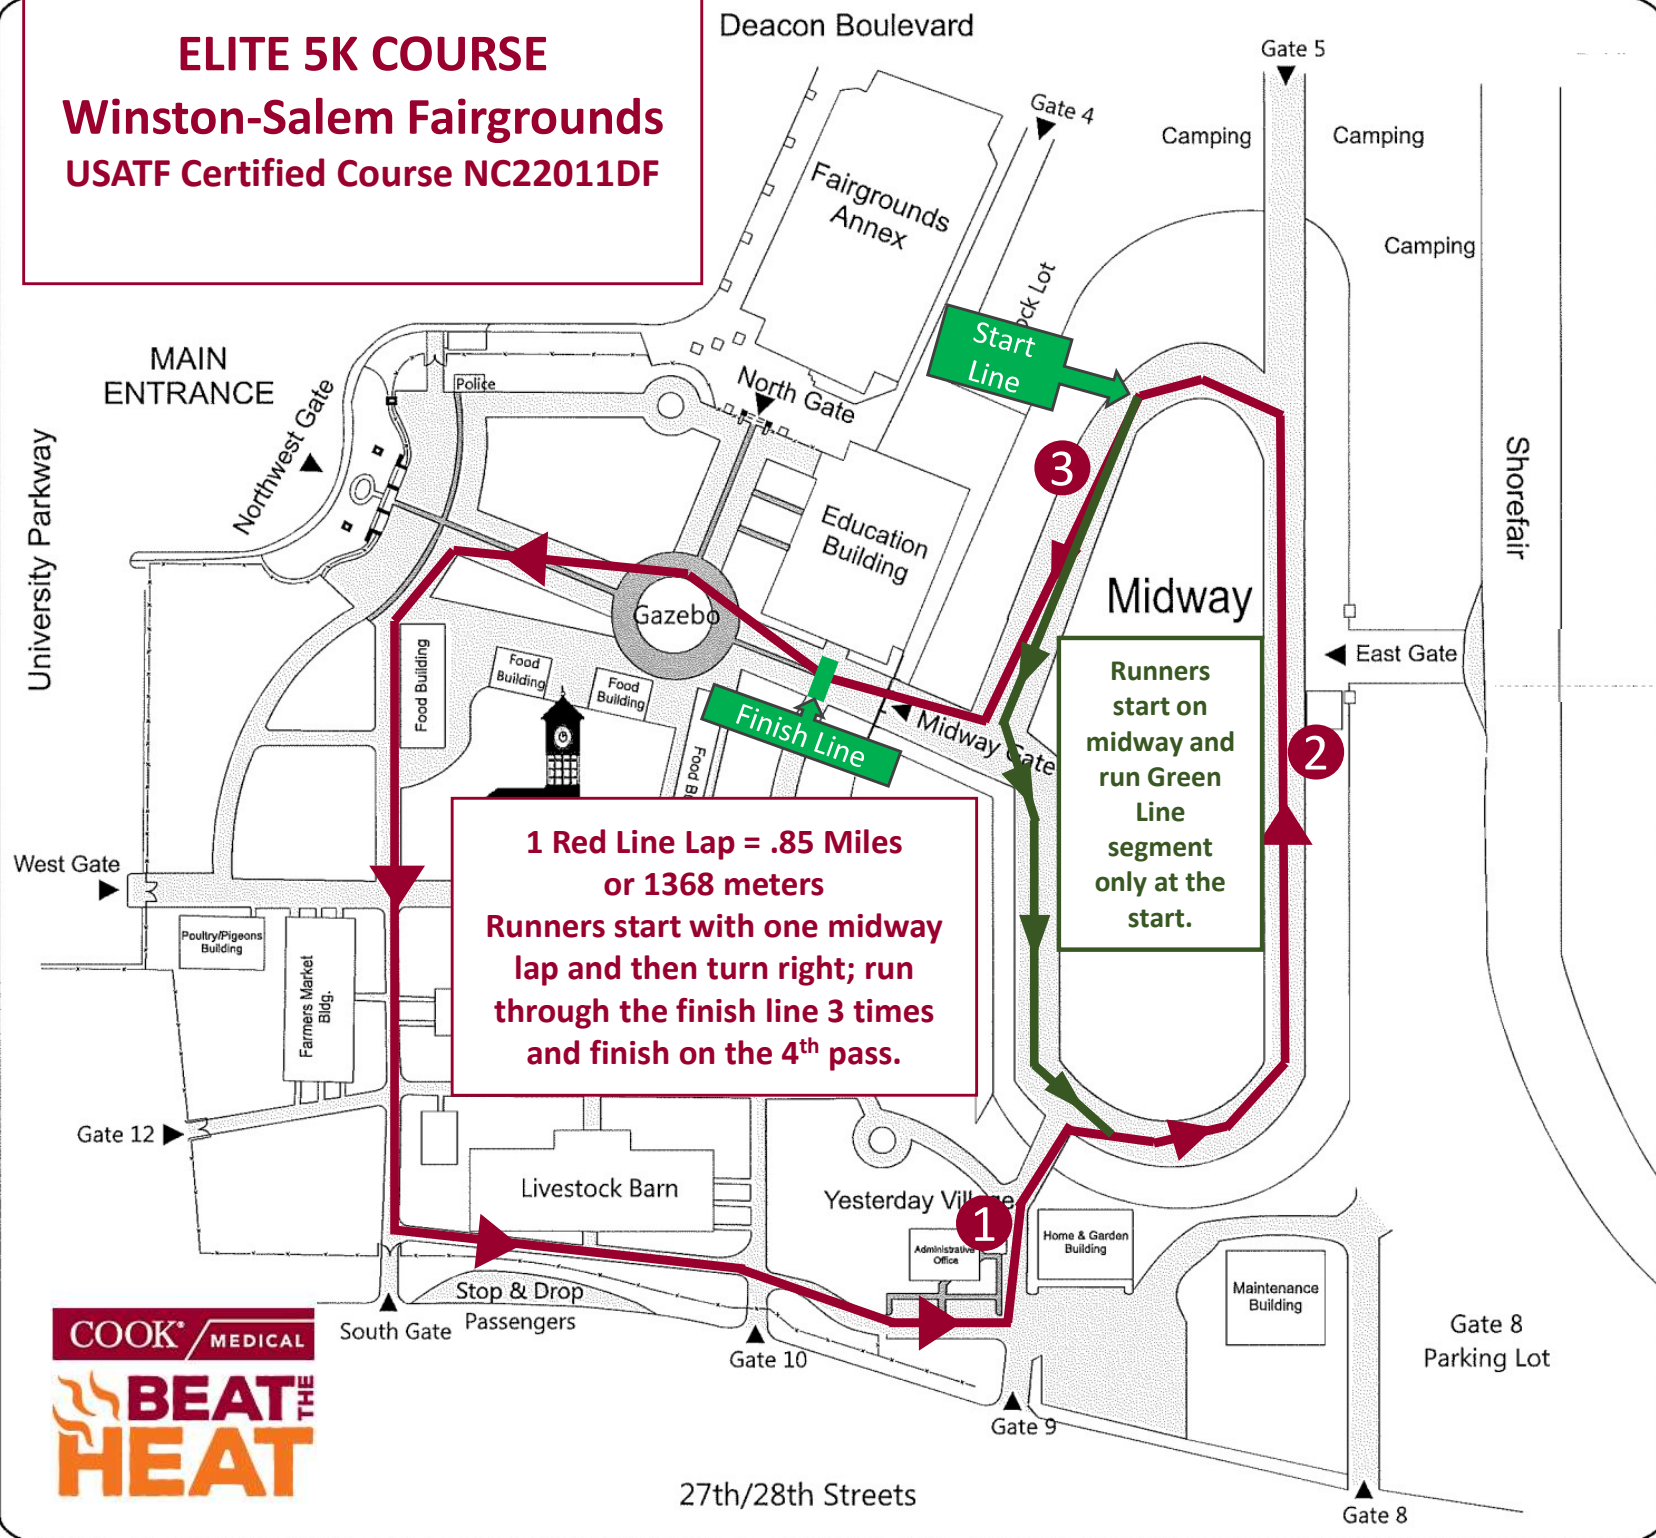 ELITE 5K COURSE
Winston-Salem Fairgrounds
USATF Certified Course NC22011DF
Deacon Boulevard
Gate 5
Gate 4
Camping
Camping
Camping
Fairgrounds
Annex
ock Lot
Start
Line
MAIN
ENTRANCE
Northwest Gate
Police
North Gate
University Parkway
Shorefair
3
Education
Building
Gazebo
Midway
East Gate
Food Building
Food
Building
Food
Building
Food B
Finish Line
Midway Gate
Runners
start on
midway and
run Green
Line
segment
only at the
start.
2
1 Red Line Lap = .85 Miles
or 1368 meters
Runners start with one midway
lap and then turn right; run
through the finish line 3 times
and finish on the 4th pass.
West Gate
Poultry/Pigeons
Building
Farmers Market
Bldg.
Gate 12
Livestock Barn
Yesterday Village
1
Administrative
Office
Home & Garden
Building
Maintenance
Building
Stop & Drop
Passengers
South Gate
Gate 10
Gate 9
Gate 8
Parking Lot
COOK® MEDICAL
BEAT THE
HEAT
27th/28th Streets
Gate 8